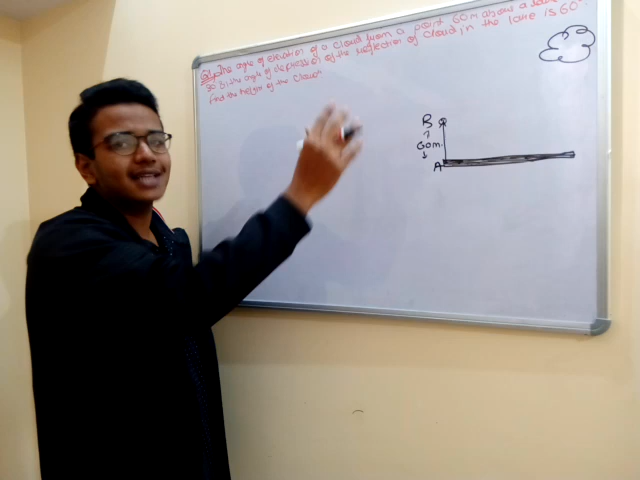 The angle of elevation of a cloud from a point 60m above a lake
30° & the angle of depression of the reflection of cloud, in the lake is 60°.
Find the height of the cloud?
B
60m.
A